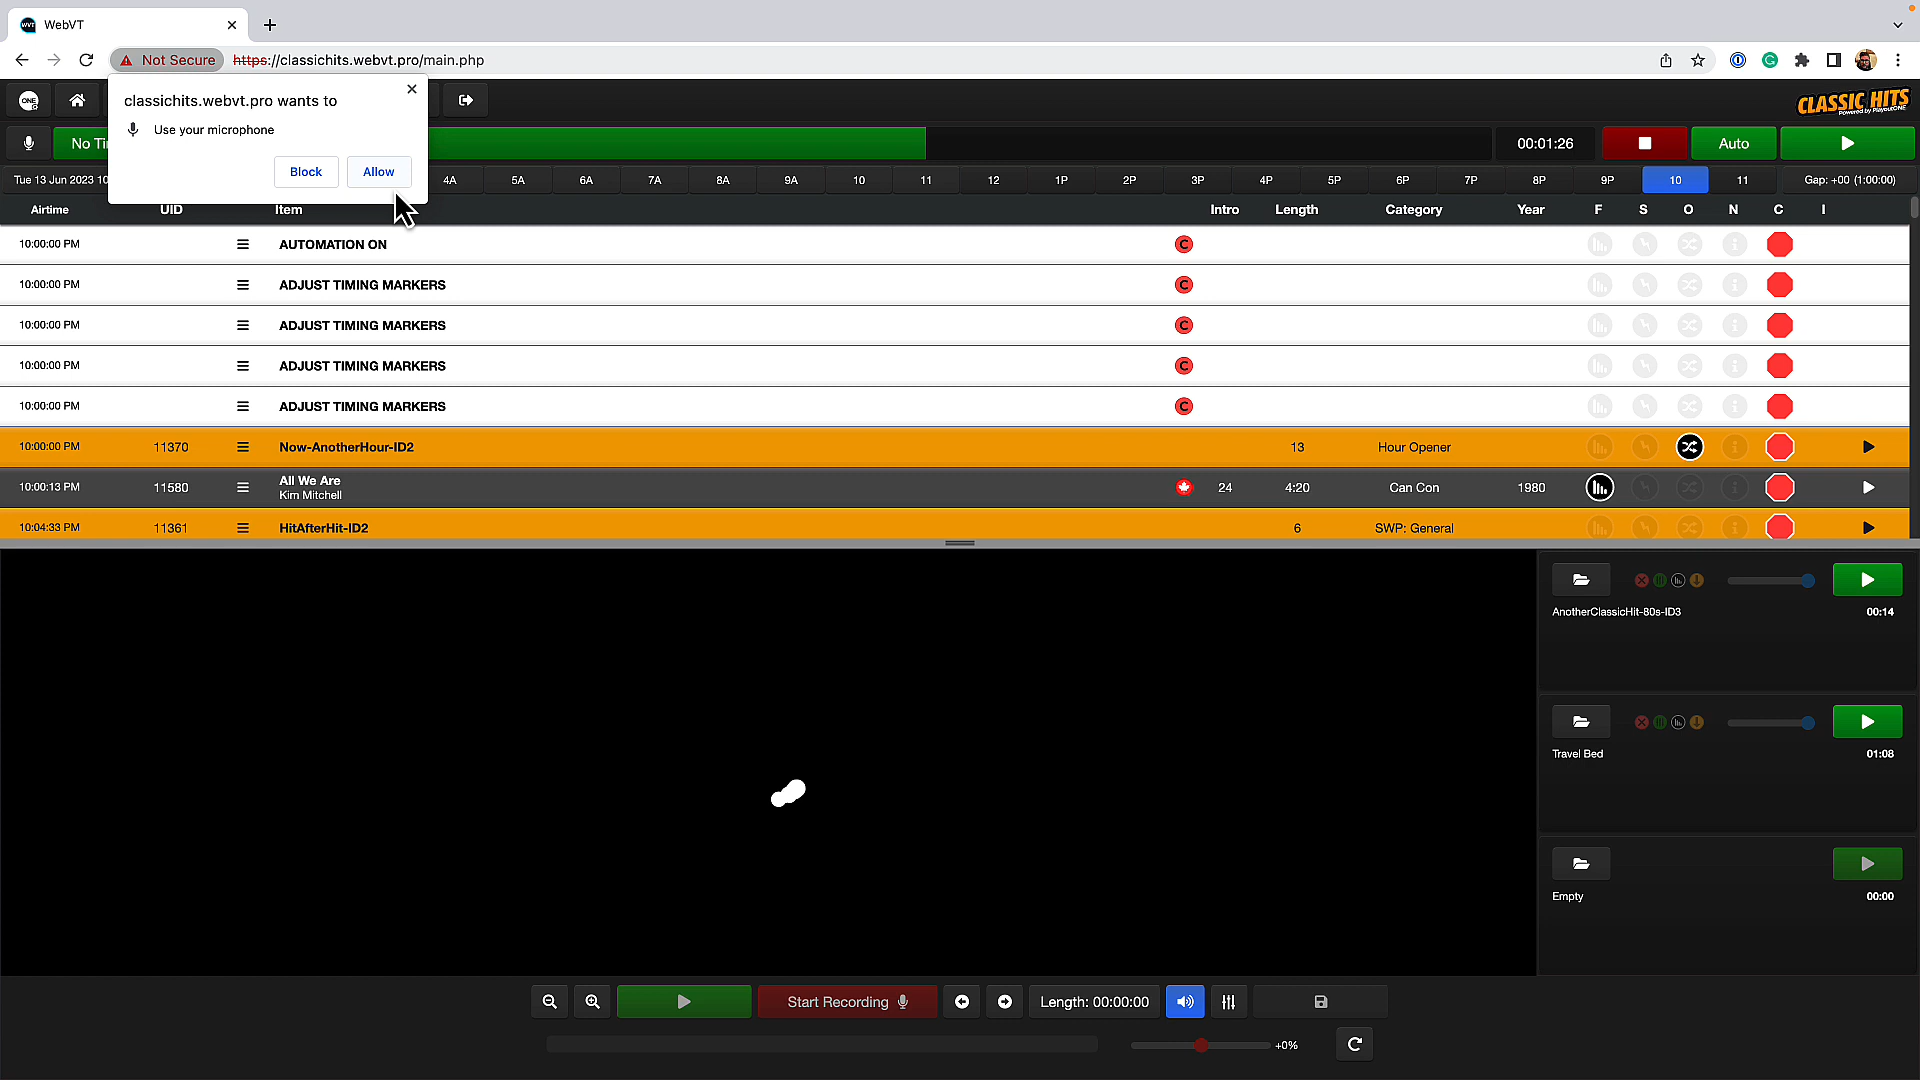 WebVT
Not Secure https://classichits.webvt.pro/main.php
classichits.webvt.pro wants to
Use your microphone
Block Allow
ONE
CLASSIC HITS
Powered by PlayoutONE
No Ti
00:01:26 Auto
Tue 13 Jun 2023 10 4A 5A 6A 7A 8A 9A 10 11 12 1P 2P 3P 4P 5P 6P 7P 8P 9P 10 11 Gap: +00 (1:00:00)
Airtime UID Item Intro Length Category Year F S O N C I
10:00:00 PM AUTOMATION ON C
10:00:00 PM ADJUST TIMING MARKERS C
10:00:00 PM ADJUST TIMING MARKERS C
10:00:00 PM ADJUST TIMING MARKERS C
10:00:00 PM ADJUST TIMING MARKERS C
10:00:00 PM 11370 Now-AnotherHour-ID2 13 Hour Opener
10:00:13 PM 11580 All We Are 24 4:20 Can Con 1980
Kim Mitchell
10:04:33 PM 11361 HitAfterHit-ID2 6 SWP: General
AnotherClassicHit-80s-ID3 00:14
Travel Bed 01:08
Empty 00:00
Start Recording Length: 00:00:00
+0%